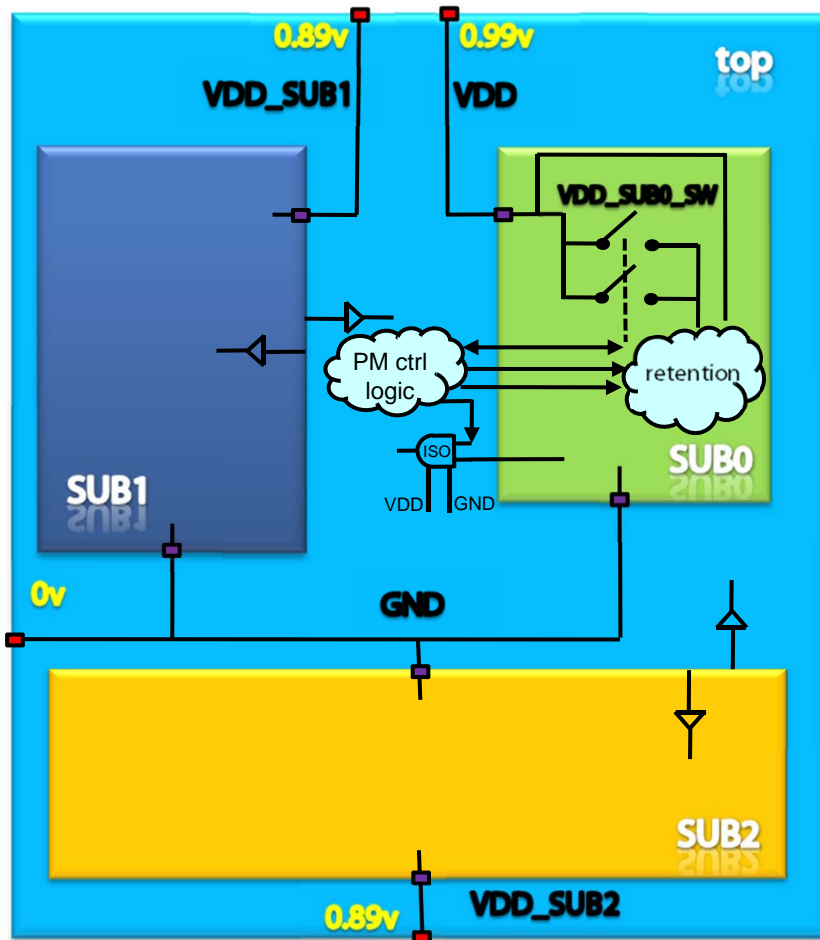 0.89v
0.99v
top
VDD_SUB1
VDD
VDD_SUB0_SW
PM ctrl
logic
retention
ISO
SUB0
SUB1
VDD
GND
0v
GND
SUB2
VDD_SUB2
0.89v